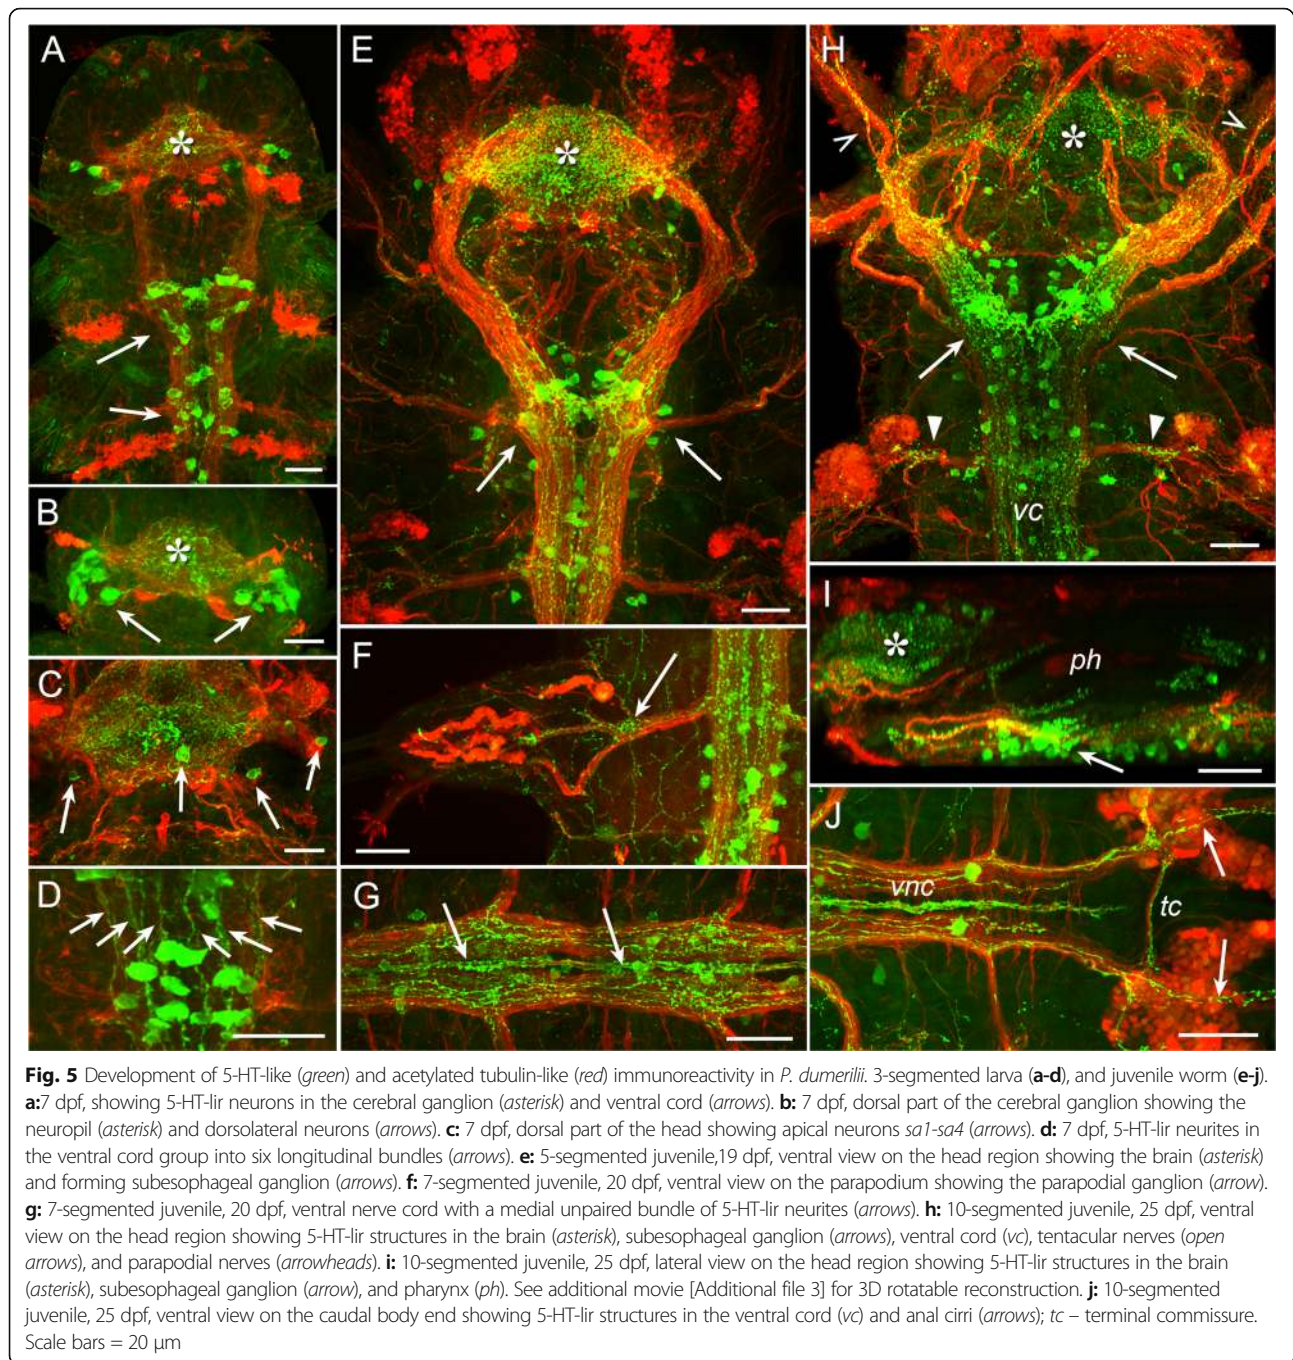 A
E
H
B
C
D
F
G
I
J
vc
ph
vnc
tc
Fig. 5 Development of 5-HT-like (green) and acetylated tubulin-like (red) immunoreactivity in P. dumerilii. 3-segmented larva (a-d), and juvenile worm (e-j).
a:7 dpf, showing 5-HT-lir neurons in the cerebral ganglion (asterisk) and ventral cord (arrows). b: 7 dpf, dorsal part of the cerebral ganglion showing the
neuropil (asterisk) and dorsolateral neurons (arrows). c: 7 dpf, dorsal part of the head showing apical neurons sa1-sa4 (arrows). d: 7 dpf, 5-HT-lir neurites in
the ventral cord group into six longitudinal bundles (arrows). e: 5-segmented juvenile,19 dpf, ventral view on the head region showing the brain (asterisk)
and forming subesophageal ganglion (arrows). f: 7-segmented juvenile, 20 dpf, ventral view on the parapodium showing the parapodial ganglion (arrow).
g: 7-segmented juvenile, 20 dpf, ventral nerve cord with a medial unpaired bundle of 5-HT-lir neurites (arrows). h: 10-segmented juvenile, 25 dpf, ventral
view on the head region showing 5-HT-lir structures in the brain (asterisk), subesophageal ganglion (arrows), ventral cord (vc), tentacular nerves (open
arrows), and parapodial nerves (arrowheads). i: 10-segmented juvenile, 25 dpf, lateral view on the head region showing 5-HT-lir structures in the brain
(asterisk), subesophageal ganglion (arrow), and pharynx (ph). See additional movie [Additional file 3] for 3D rotatable reconstruction. j: 10-segmented
juvenile, 25 dpf, ventral view on the caudal body end showing 5-HT-lir structures in the ventral cord (vc) and anal cirri (arrows); tc – terminal commissure.
Scale bars = 20 μm